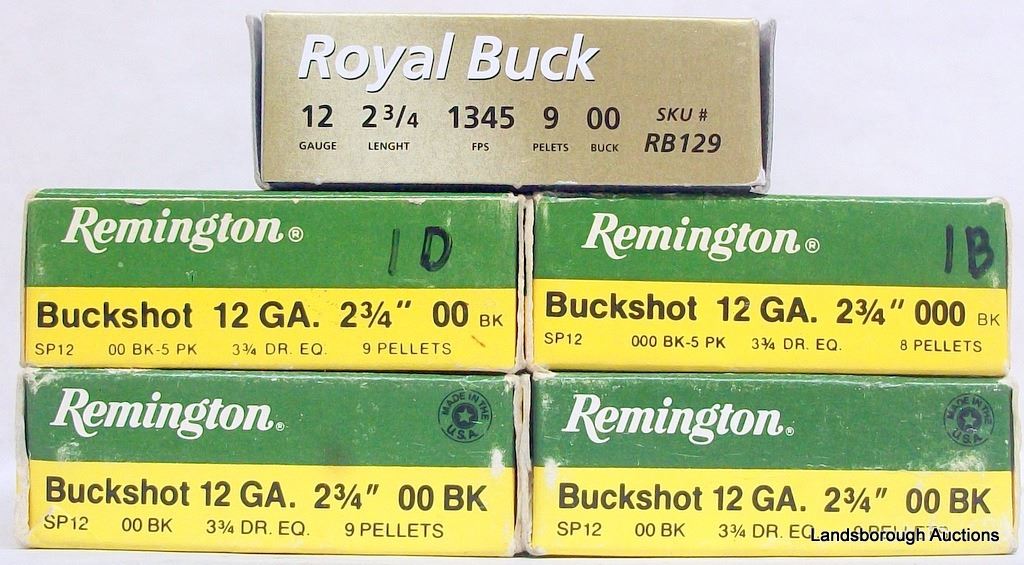 Royal Buck
12 2 3/4 1345 9 00 SKU #
GAUGE LENGHT FPS PELETS BUCK RB129
Remington® 1D
Buckshot 12 GA. 2¾" 00 BK
SP12 00 BK-5 PK 3¾ DR. EQ. 9 PELLETS
Remington® 1B
Buckshot 12 GA. 2¾" 000 BK
SP12 000 BK-5 PK 3¾ DR. EQ. 8 PELLETS
Remington®
MADE IN THE U.S.A.
Buckshot 12 GA. 2¾" 00 BK
SP12 00 BK 3¾ DR. EQ. 9 PELLETS
Remington®
MADE IN THE U.S.A.
Buckshot 12 GA. 2¾" 00 BK
SP12 00 BK 3¾ DR. EQ. 9 PELLETS
Landsborough Auctions